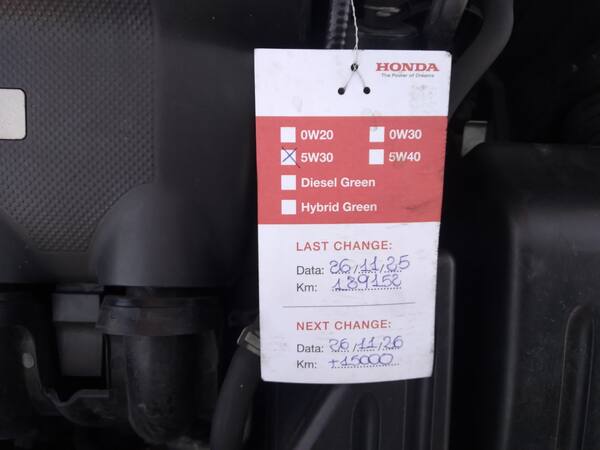 HONDA
The Power of Dreams
0W20 0W30
5W30 5W40
Diesel Green
Hybrid Green
LAST CHANGE:
Data: 26/11/25
Km: 139152
NEXT CHANGE:
Data: 26/11/26
Km: +15000